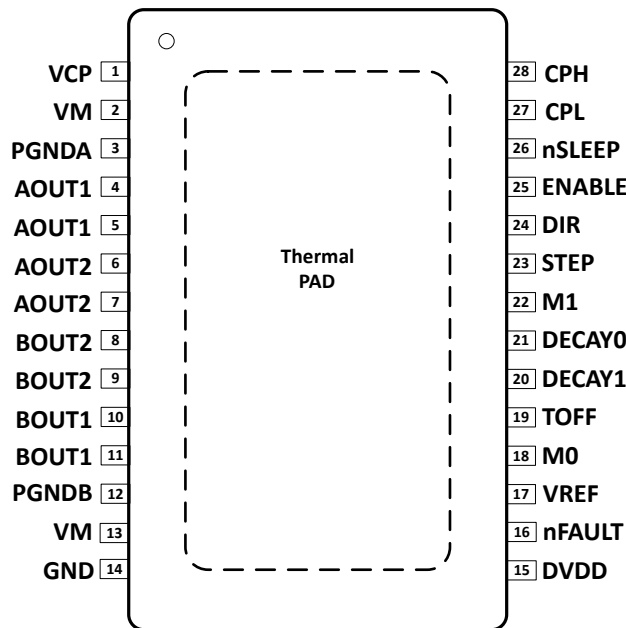 VCP 1 28 CPH
VM 2 27 CPL
PGNDA 3 26 nSLEEP
AOUT1 4 25 ENABLE
AOUT1 5 24 DIR
AOUT2 6 Thermal 23 STEP
PAD
AOUT2 7 22 M1
BOUT2 8 21 DECAY0
BOUT2 9 20 DECAY1
BOUT1 10 19 TOFF
BOUT1 11 18 M0
PGNDB 12 17 VREF
VM 13 16 nFAULT
GND 14 15 DVDD